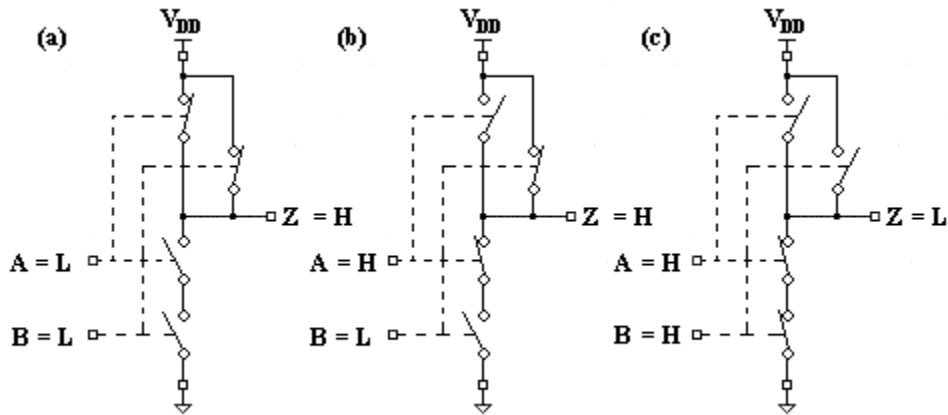 (a) V_DD (b) V_DD (c) V_DD
Z = H Z = H Z = L
A = L A = H A = H
B = L B = L B = H